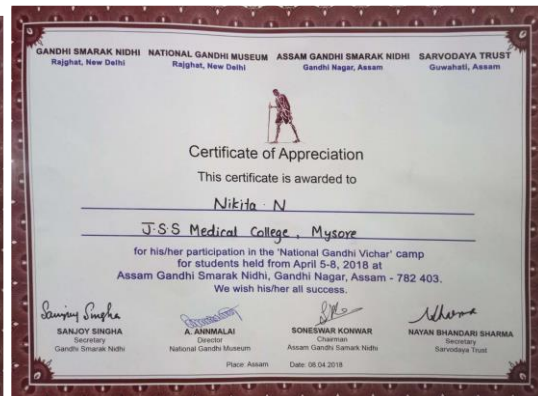 GANDHI SMARAK NIDHI NATIONAL GANDHI MUSEUM ASSAM GANDHI SMARAK NIDHI SARVODAYA TRUST
Rajghat, New Delhi Rajghat, New Delhi Gandhi Nagar, Assam Guwahati, Assam
Certificate of Appreciation
This certificate is awarded to
Nikita N
J.S.S Medical College, Mysore
for his/her participation in the 'National Gandhi Vichar' camp
for students held from April 5-8, 2018 at
Assam Gandhi Smarak Nidhi, Gandhi Nagar, Assam - 782 403.
We wish his/her all success.
Sanjoy Singha
SANJOY SINGHA A. ANNMALAI SONESWAR KONWAR NAYAN BHANDARI SHARMA
Secretary Director Chairman Secretary
Gandhi Smarak Nidhi National Gandhi Museum Assam Gandhi Samark Nidhi Sarvodaya Trust
Place: Assam Date: 08.04.2018